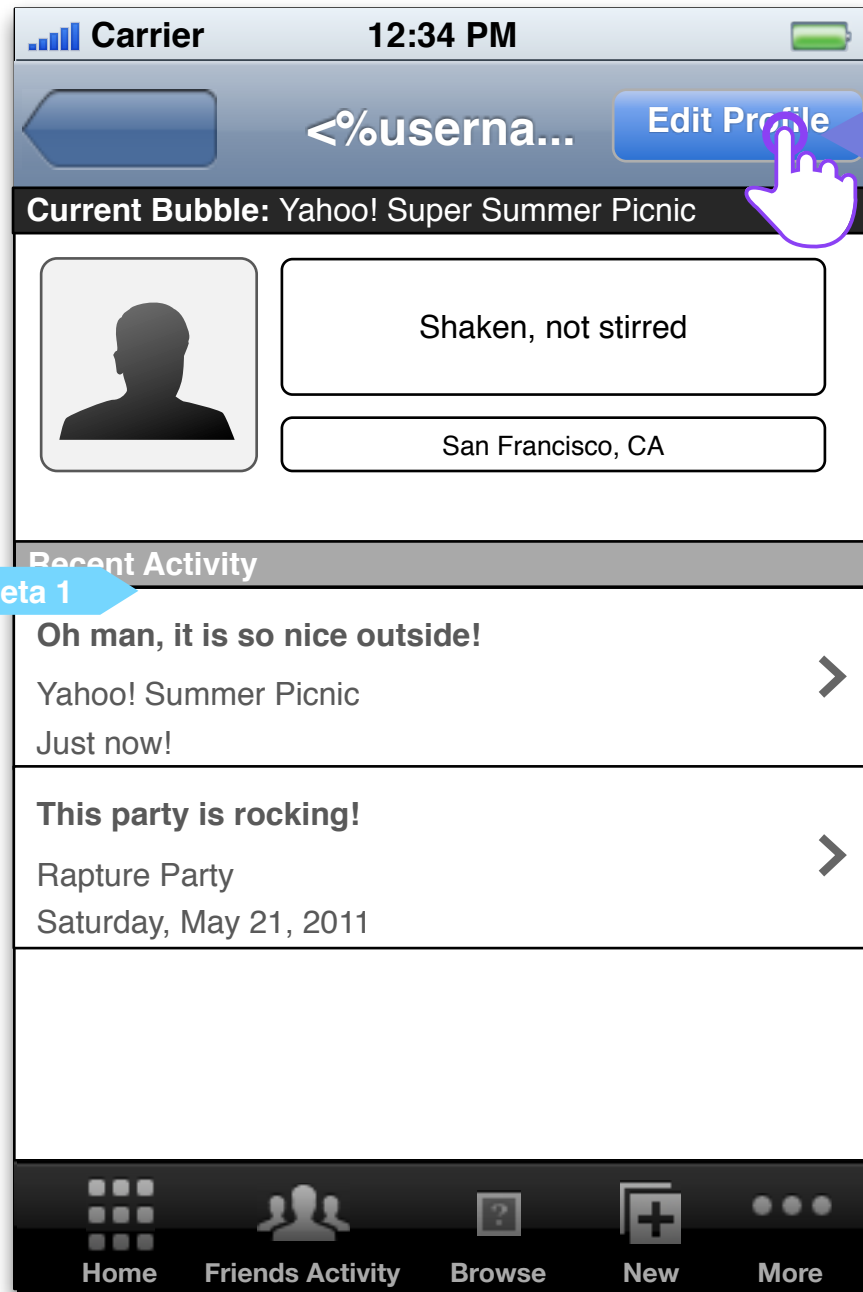 Carrier 12:34 PM
<%userna... Edit Profile
Current Bubble: Yahoo! Super Summer Picnic
Shaken, not stirred
San Francisco, CA
Recent Activity
eta 1
Oh man, it is so nice outside!
Yahoo! Summer Picnic
Just now!
This party is rocking!
Rapture Party
Saturday, May 21, 2011
?
Home Friends Activity Browse New More